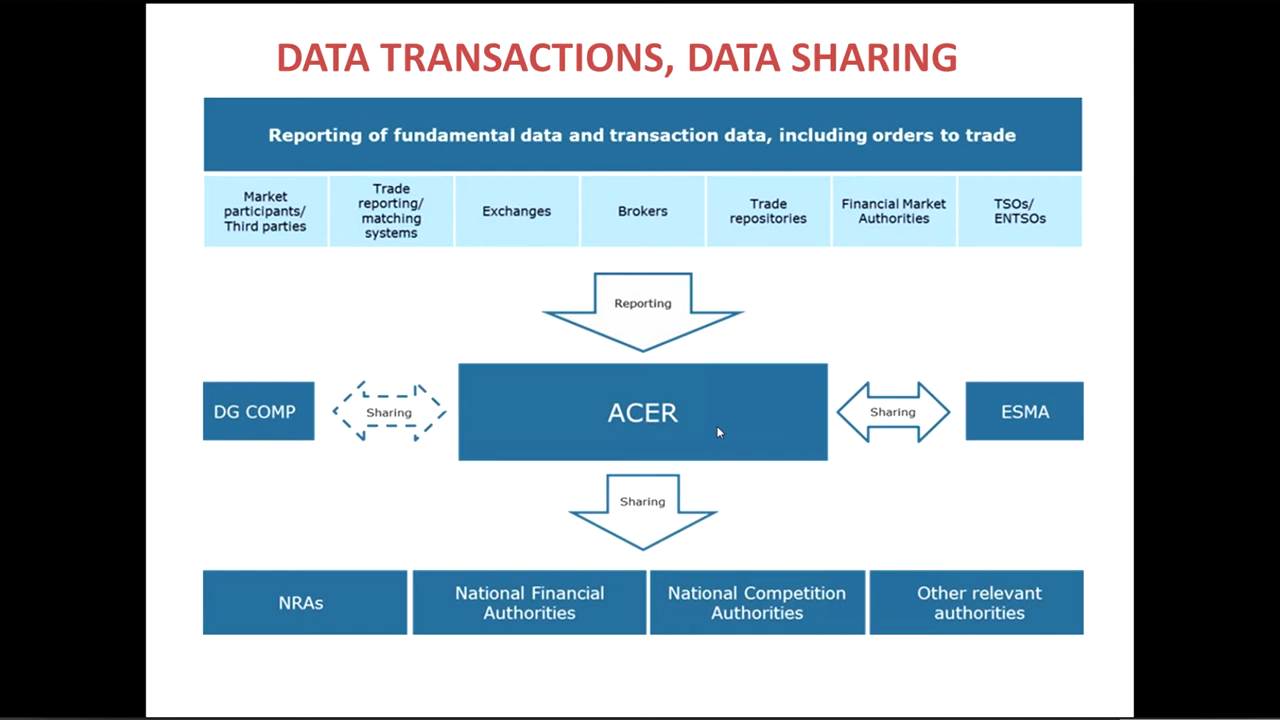 DATA TRANSACTIONS, DATA SHARING
Reporting of fundamental data and transaction data, including orders to trade
Market
participants/
Third parties
Trade
reporting/
matching
systems
Exchanges
Brokers
Trade
repositories
Financial Market
Authorities
TSOs/
ENTSOs
Reporting
DG COMP
Sharing
ACER
Sharing
ESMA
Sharing
NRAs
National Financial
Authorities
National Competition
Authorities
Other relevant
authorities